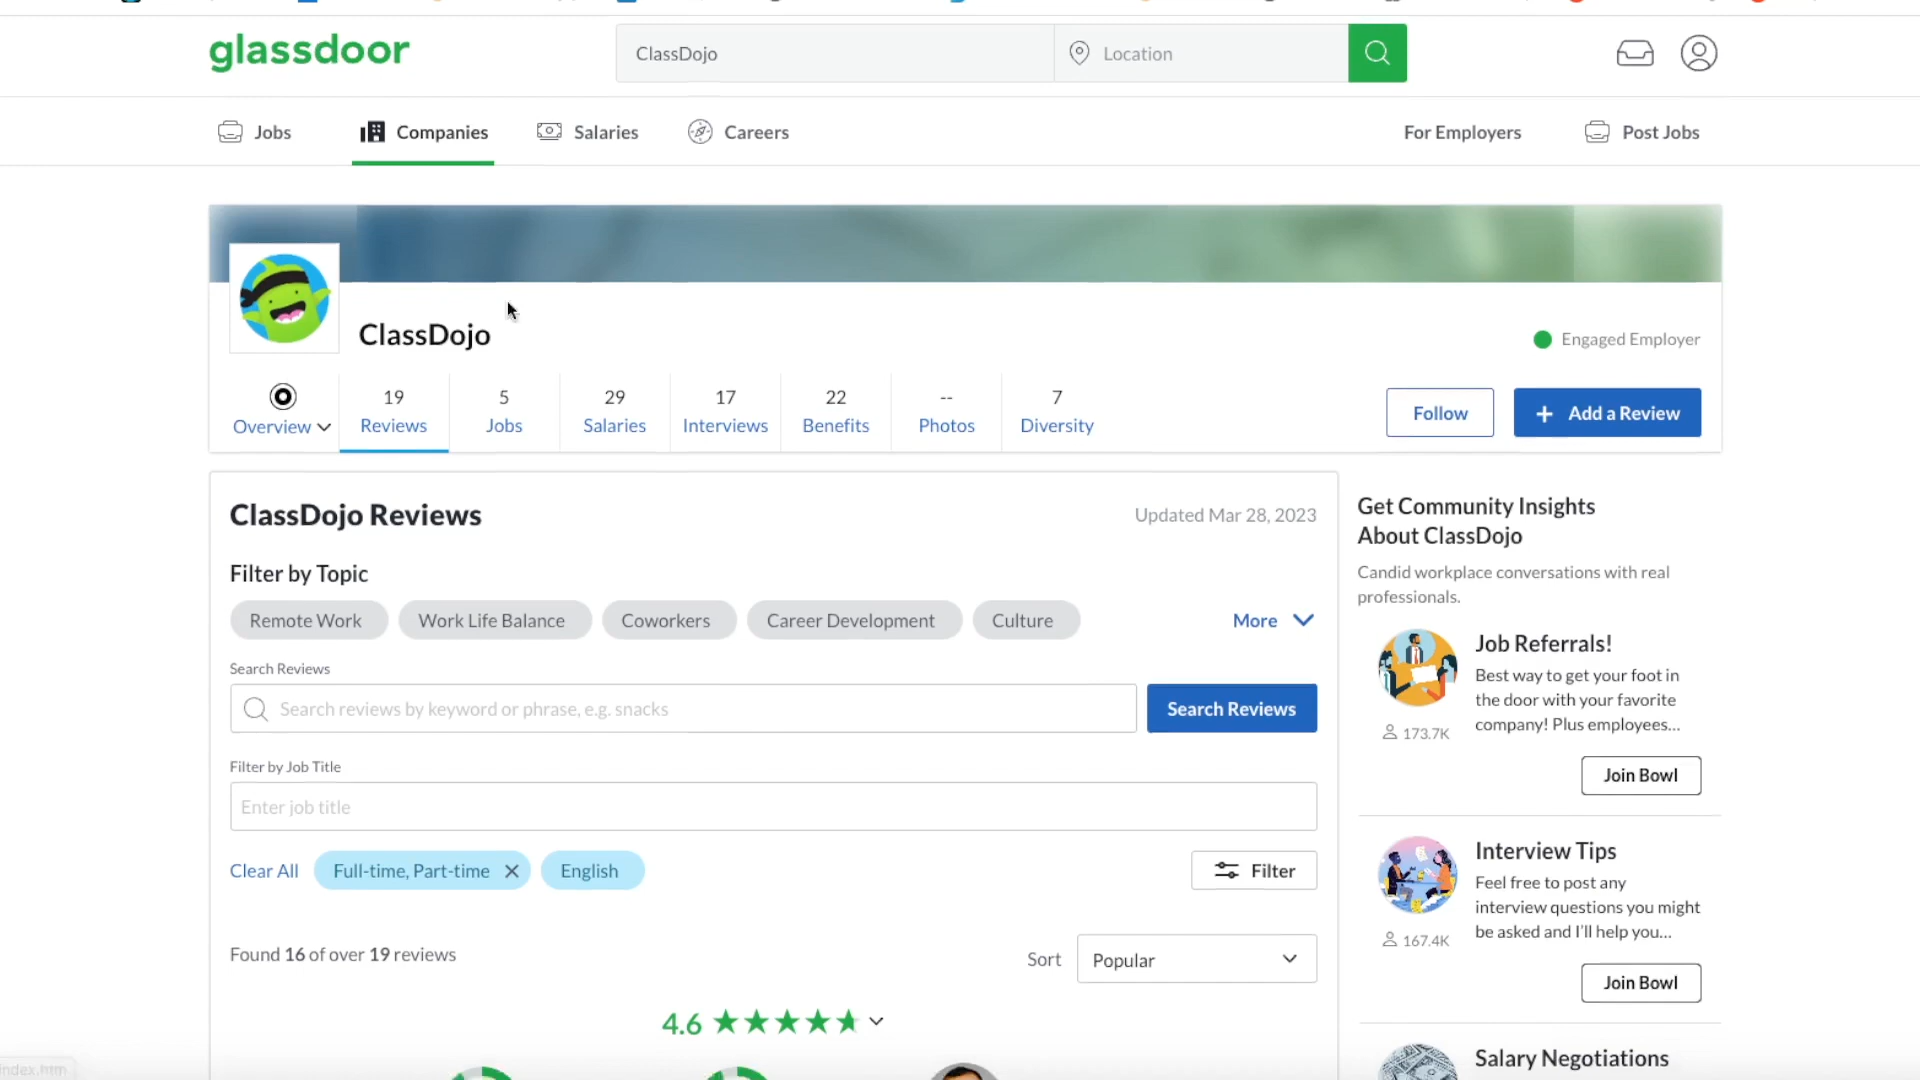 glassdoor
ClassDojo
Location
Jobs
Companies
Salaries
Careers
For Employers
Post Jobs
ClassDojo
Engaged Employer
Overview
19
Reviews
5
Jobs
29
Salaries
17
Interviews
22
Benefits
--
Photos
7
Diversity
Follow
+ Add a Review
ClassDojo Reviews
Updated Mar 28, 2023
Filter by Topic
Remote Work
Work Life Balance
Coworkers
Career Development
Culture
More
Search Reviews
Search reviews by keyword or phrase, e.g. snacks
Search Reviews
Filter by Job Title
Enter job title
Clear All
Full-time, Part-time
English
Filter
Found 16 of over 19 reviews
Sort
Popular
4.6
Get Community Insights
About ClassDojo
Candid workplace conversations with real
professionals.
Job Referrals!
Best way to get your foot in
the door with your favorite
company! Plus employees...
173.7K
Join Bowl
Interview Tips
Feel free to post any
interview questions you might
be asked and I'll help you...
167.4K
Join Bowl
Salary Negotiations
index.htm